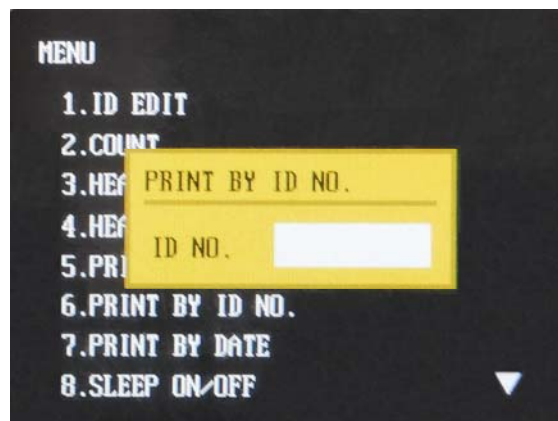 MENU
1.ID EDIT
2.COUNT
3.HEA
4.HEA
5.PRI
PRINT BY ID NO.
ID NO.
6.PRINT BY ID NO.
7.PRINT BY DATE
8.SLEEP ON/OFF